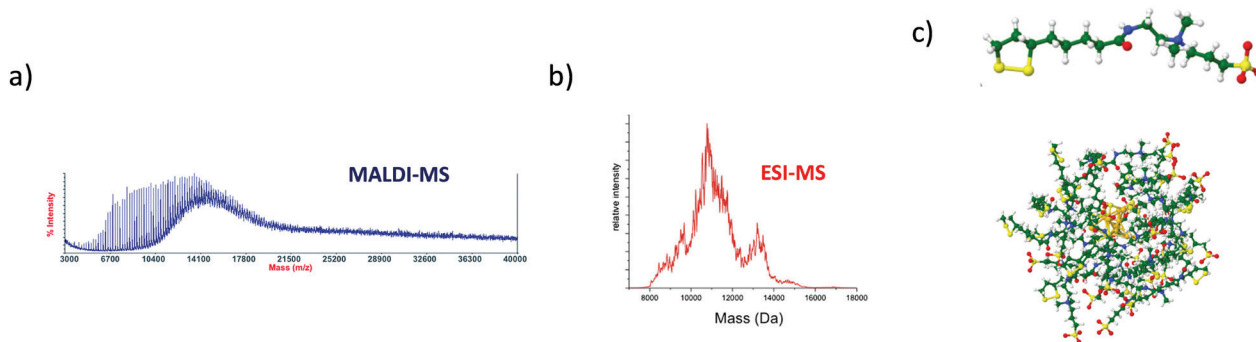 a)
% Intensity
MALDI-MS
3000 6700 10400 14100 17800 21500 25200 28900 32600 36300 40000
Mass (m/z)
b)
relative intensity
ESI-MS
8000 10000 12000 14000 16000 18000
Mass (Da)
c)